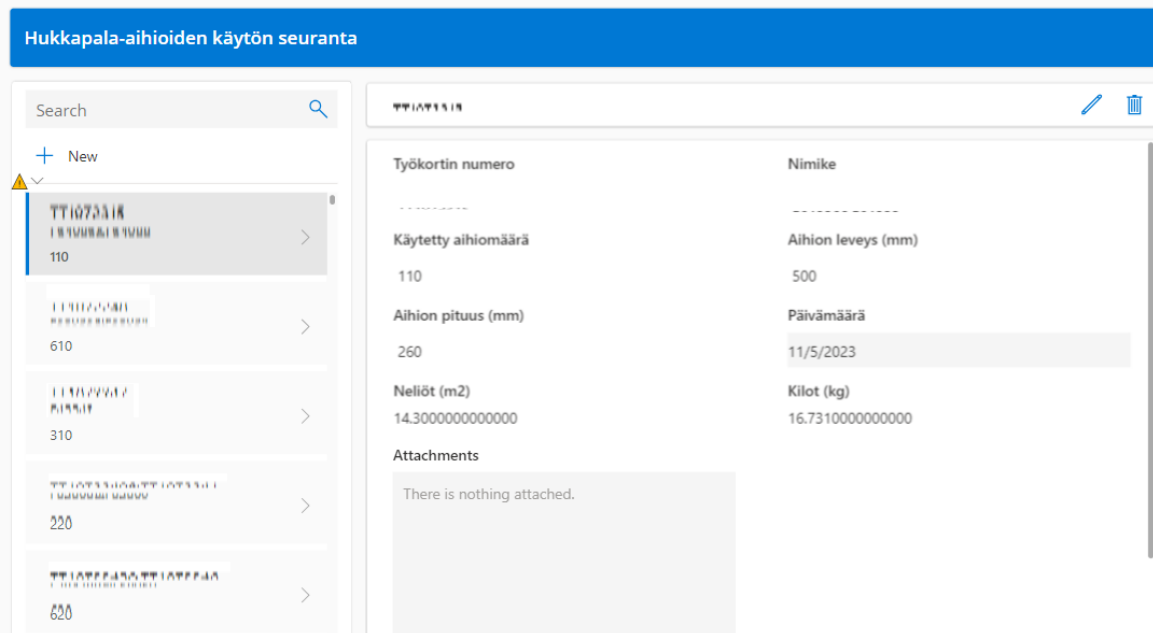 Hukkapala-aihioiden käytön seuranta
Search
New
110
610
310
220
620
Työkortin numero
Nimike
Käytetty aihiomäärä
Aihion leveys (mm)
110
500
Aihion pituus (mm)
Päivämäärä
260
11/5/2023
Neliöt (m2)
Kilot (kg)
14.3000000000000
16.7310000000000
Attachments
There is nothing attached.